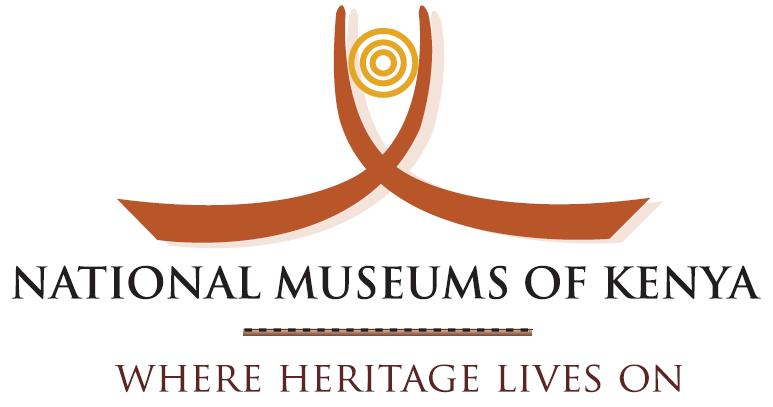 NATIONAL MUSEUMS OF KENYA
WHERE HERITAGE LIVES ON